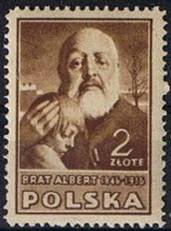 2
ZŁOTE
BRAT ALBERT 1845-1916
POLSKA